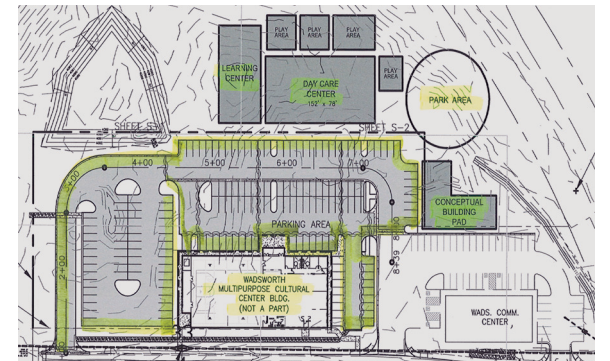 PLAY
AREA
PLAY
AREA
PLAY
AREA
LEARNING
CENTER
DAY CARE
CENTER
152' x 78'
PLAY
AREA
PARK AREA
SHEET S-2
4+00
5+00
6+00
7+00
3+00
2+00
PARKING AREA
CONCEPTUAL
BUILDING
PAD
8+39
WADSWORTH
MULTIPURPOSE CULTURAL
CENTER BLDG.
(NOT A PART)
WADS. COMM.
CENTER